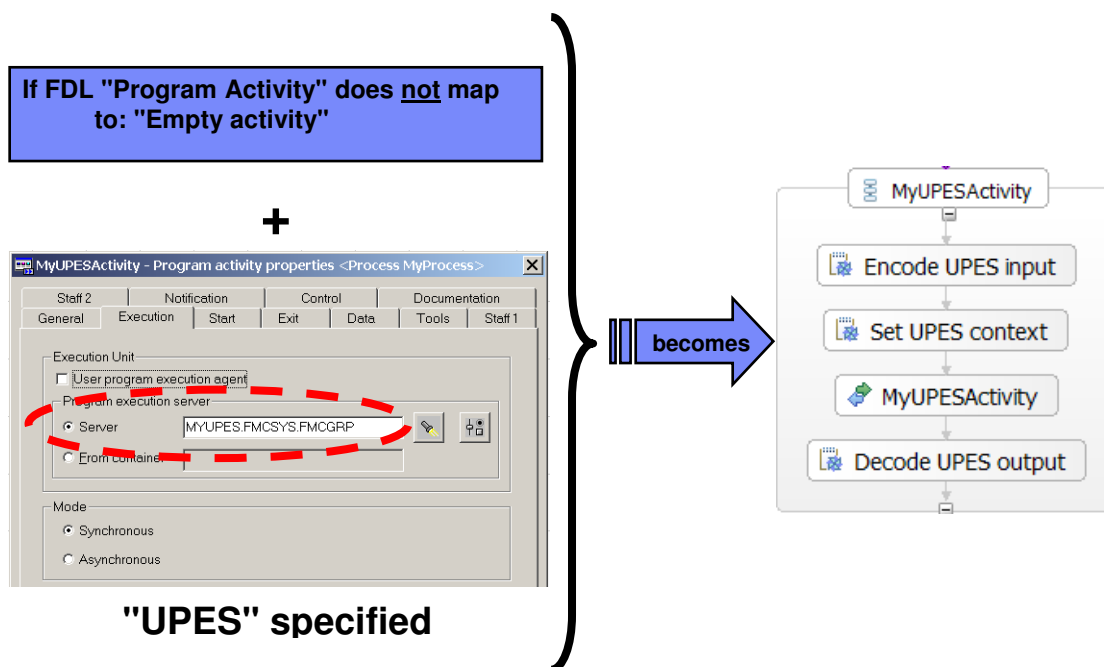 If FDL "Program Activity" does not map
to: "Empty activity"
+
MyUPESActivity - Program activity properties <Process MyProcess>
Staff 2 Notification Control Documentation
General Execution Start Exit Data Tools Staff 1
Execution Unit
User program execution agent
Program execution server
Server MYUPES.FMCSYS.FMCGRP
From container
Mode
Synchronous
Asynchronous
"UPES" specified
becomes
MyUPESActivity
Encode UPES input
Set UPES context
MyUPESActivity
Decode UPES output